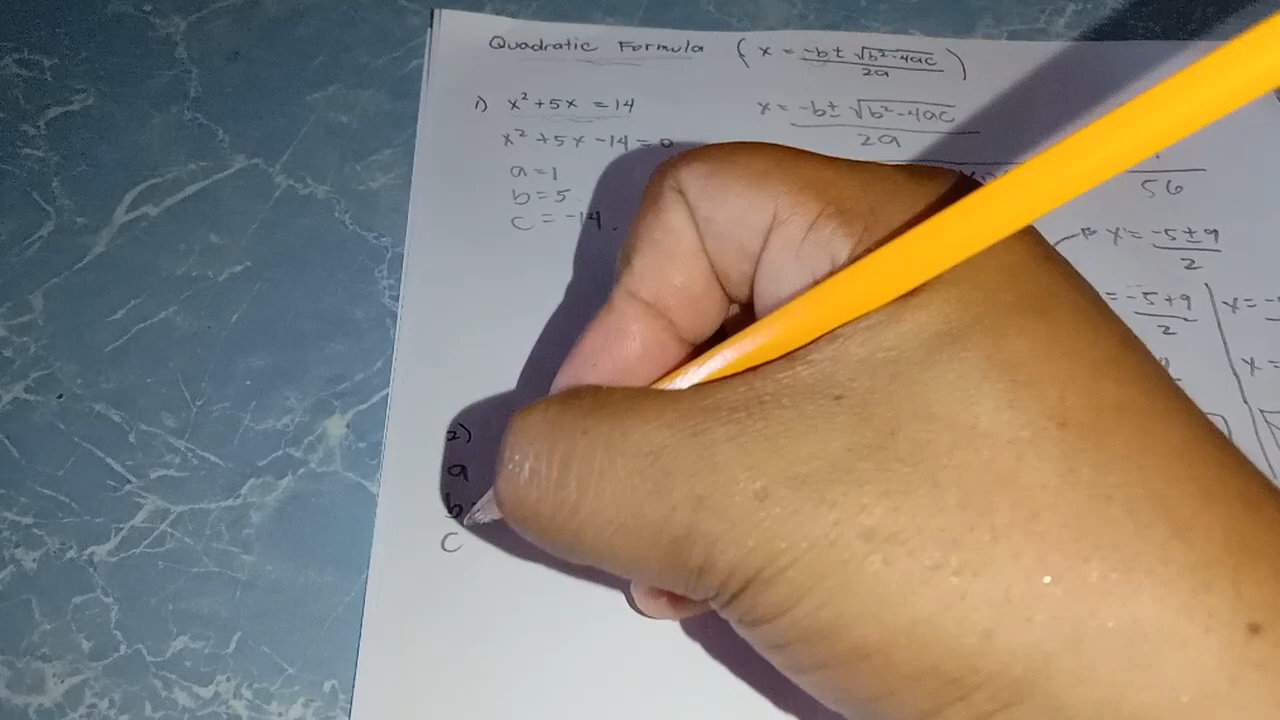 Quadratic Formula (x = -b ± √b²-4ac / 2a)
1) x² + 5x = 14
x² + 5x - 14 = 0
a = 1
b = 5
c = -14
x = -b ± √b²-4ac / 2a
56
x = -5 ± 9 / 2
= -5 + 9 / 2
x = -
x =
2)
a
b
c